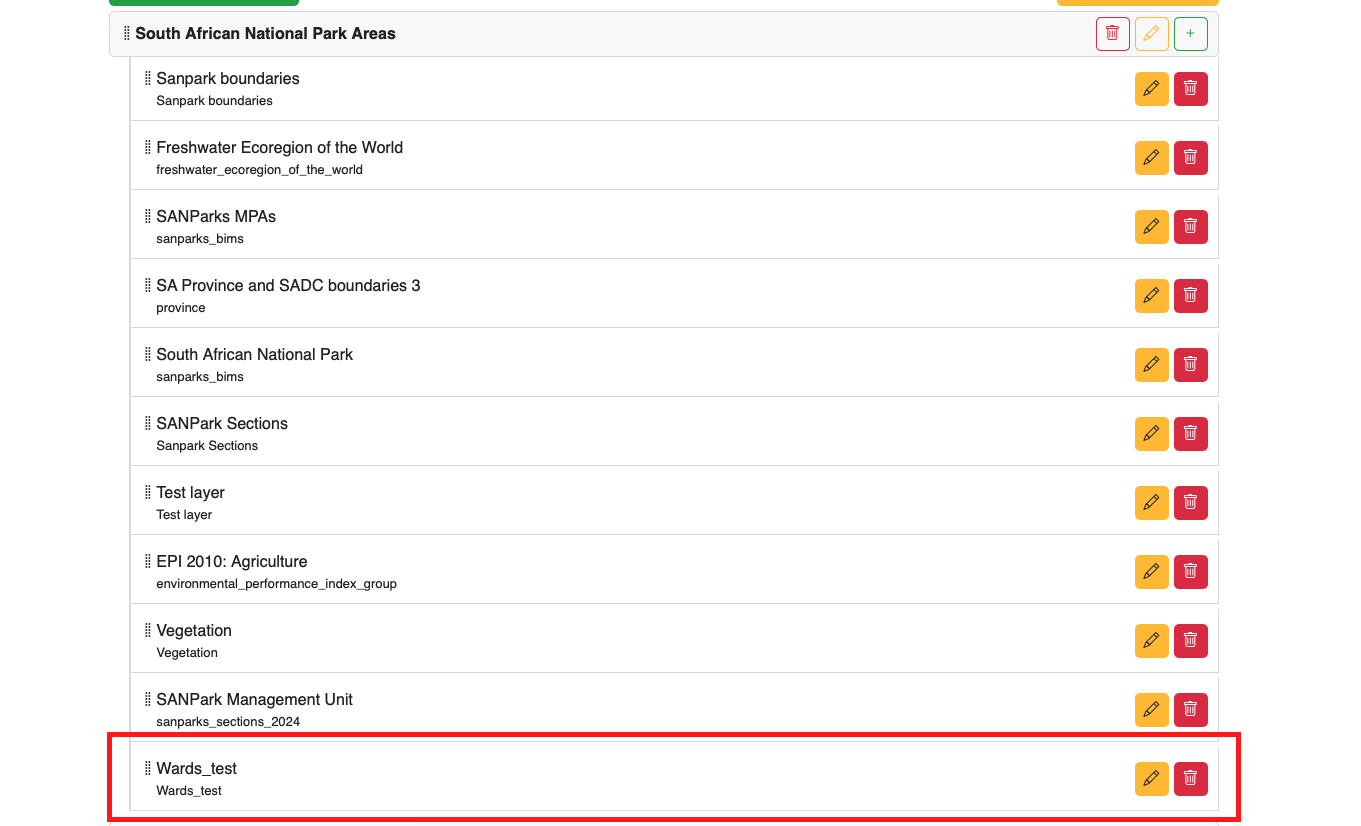 South African National Park Areas
Sanpark boundaries
Sanpark boundaries
Freshwater Ecoregion of the World
freshwater_ecoregion_of_the_world
SANParks MPAs
sanparks_bims
SA Province and SADC boundaries 3
province
South African National Park
sanparks_bims
SANPark Sections
Sanpark Sections
Test layer
Test layer
EPI 2010: Agriculture
environmental_performance_index_group
Vegetation
Vegetation
SANPark Management Unit
sanparks_sections_2024
Wards_test
Wards_test